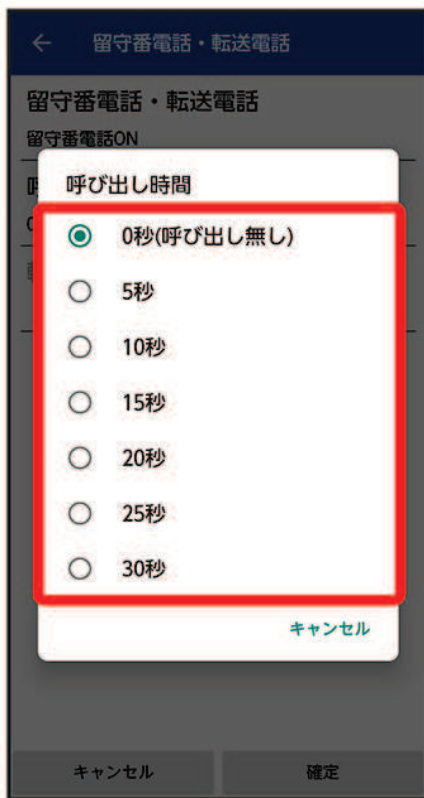 ← 留守番電話・転送電話
留守番電話・転送電話
留守番電話ON
呼び出し時間
0秒(呼び出し無し)
5秒
10秒
15秒
20秒
25秒
30秒
キャンセル
キャンセル
確定